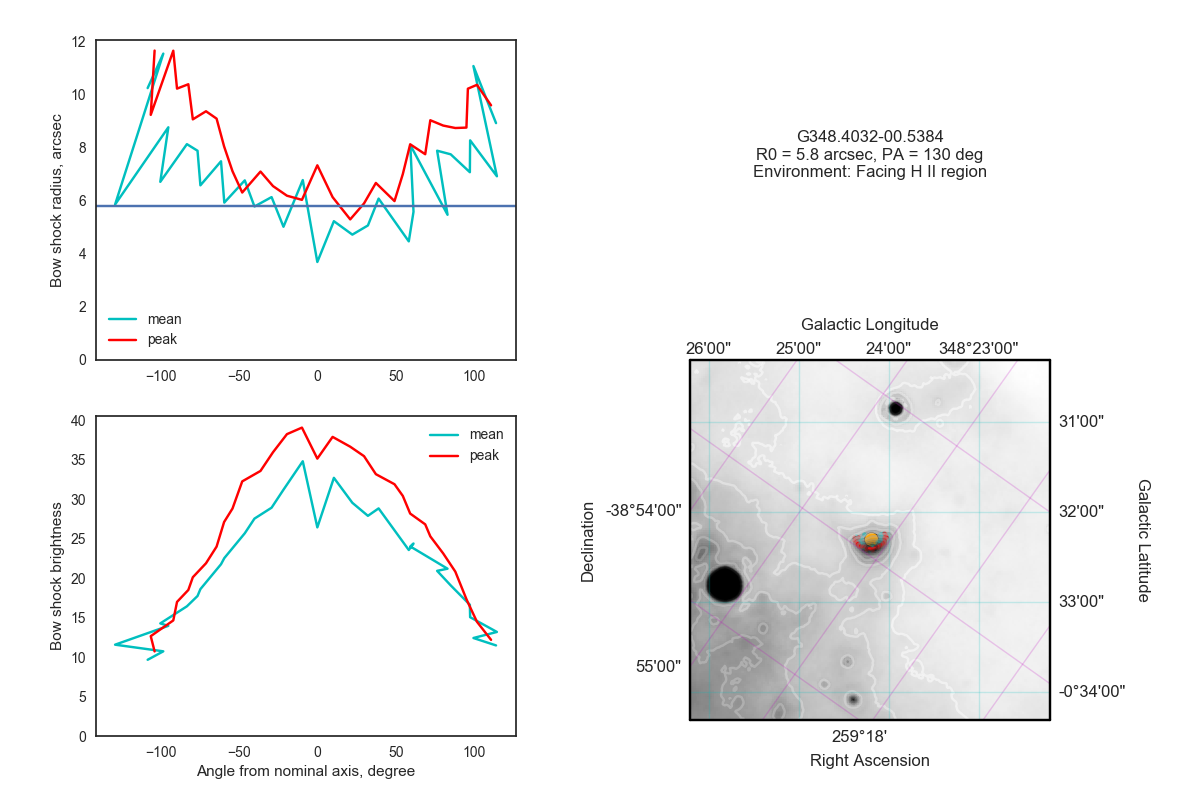 12
10
8
6
4
2
0
Bow shock radius, arcsec
mean
peak
−100
−50
0
50
100
40
35
30
25
20
15
10
5
0
Bow shock brightness
mean
peak
−100
−50
0
50
100
Angle from nominal axis, degree
G348.4032-00.5384
R0 = 5.8 arcsec, PA = 130 deg
Environment: Facing H II region
Galactic Longitude
26'00" 25'00" 24'00" 348°23'00"
31'00"
32'00"
33'00"
-0°34'00"
Galactic Latitude
Declination
-38°54'00"
55'00"
259°18'
Right Ascension